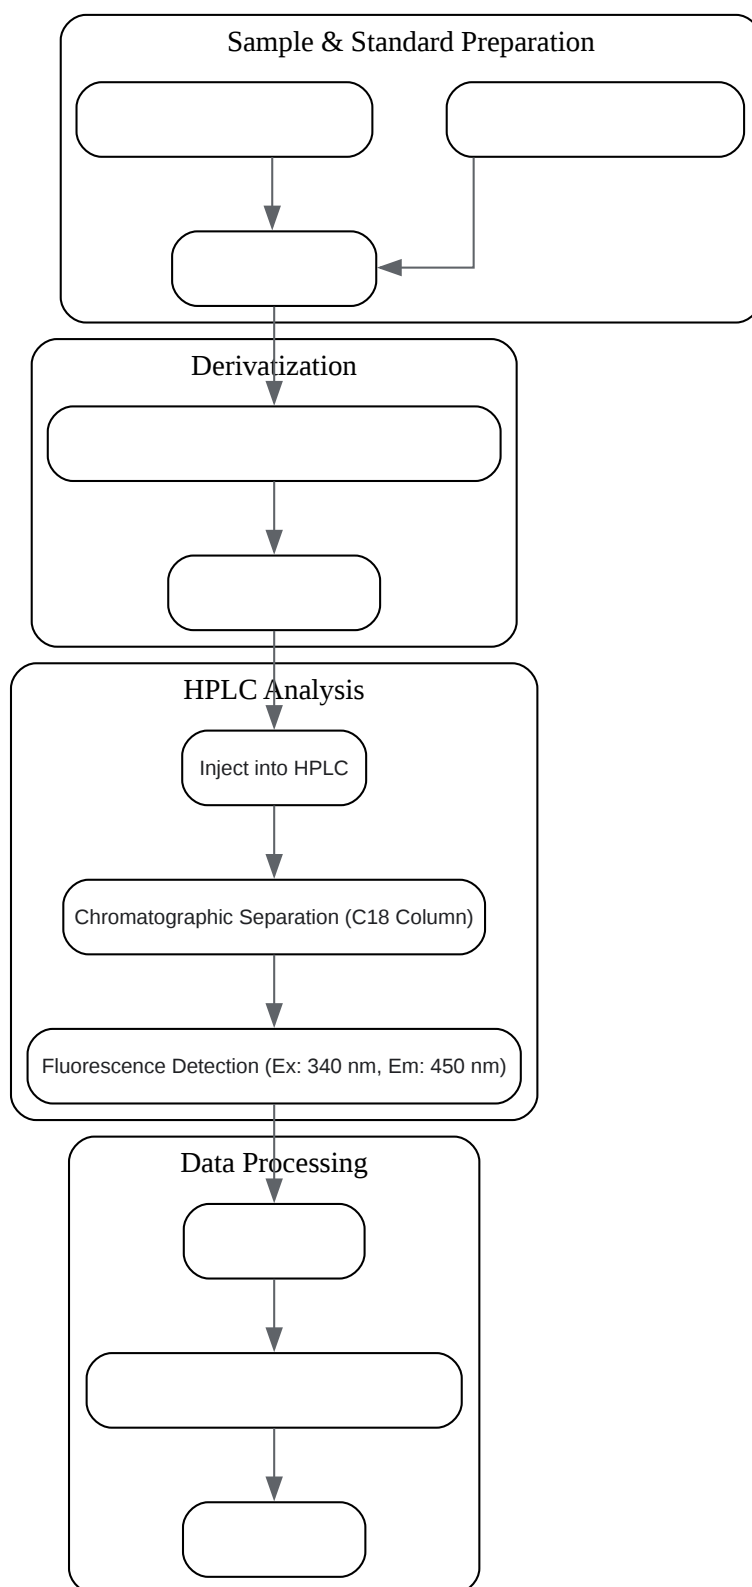 Sample & Standard Preparation
Derivatization
HPLC Analysis
Inject into HPLC
Chromatographic Separation (C18 Column)
Fluorescence Detection (Ex: 340 nm, Em: 450 nm)
Data Processing